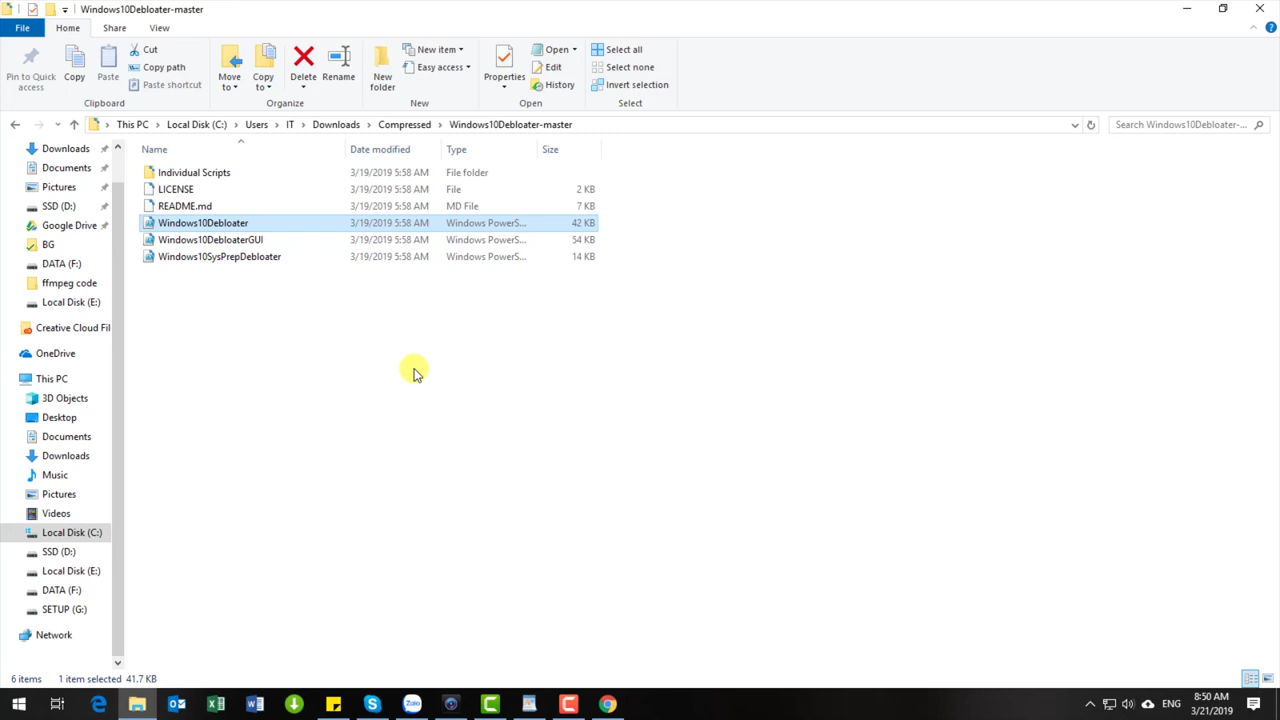 Windows10Debloater-master
File
Home
Share
View
Pin to Quick access
Copy
Paste
Cut
Copy path
Paste shortcut
Clipboard
Move to
Copy to
Delete
Rename
Organize
New folder
New item
Easy access
New
Properties
Open
Edit
History
Open
Select all
Select none
Invert selection
Select
This PC > Local Disk (C:) > Users > IT > Downloads > Compressed > Windows10Debloater-master
Search Windows10Debloater-...
Name Date modified Type Size
Individual Scripts 3/19/2019 5:58 AM File folder
LICENSE 3/19/2019 5:58 AM File 2 KB
README.md 3/19/2019 5:58 AM MD File 7 KB
Windows10Debloater 3/19/2019 5:58 AM Windows PowerS... 42 KB
Windows10DebloaterGUI 3/19/2019 5:58 AM Windows PowerS... 54 KB
Windows10SysPrepDebloater 3/19/2019 5:58 AM Windows PowerS... 14 KB
Downloads
Documents
Pictures
SSD (D:)
Google Drive
BG
DATA (F:)
ffmpeg code
Local Disk (E:)
Creative Cloud Fil
OneDrive
This PC
3D Objects
Desktop
Documents
Downloads
Music
Pictures
Videos
Local Disk (C:)
SSD (D:)
Local Disk (E:)
DATA (F:)
SETUP (G:)
Network
6 items 1 item selected 41.7 KB
Zalo
ENG
8:50 AM
3/21/2019